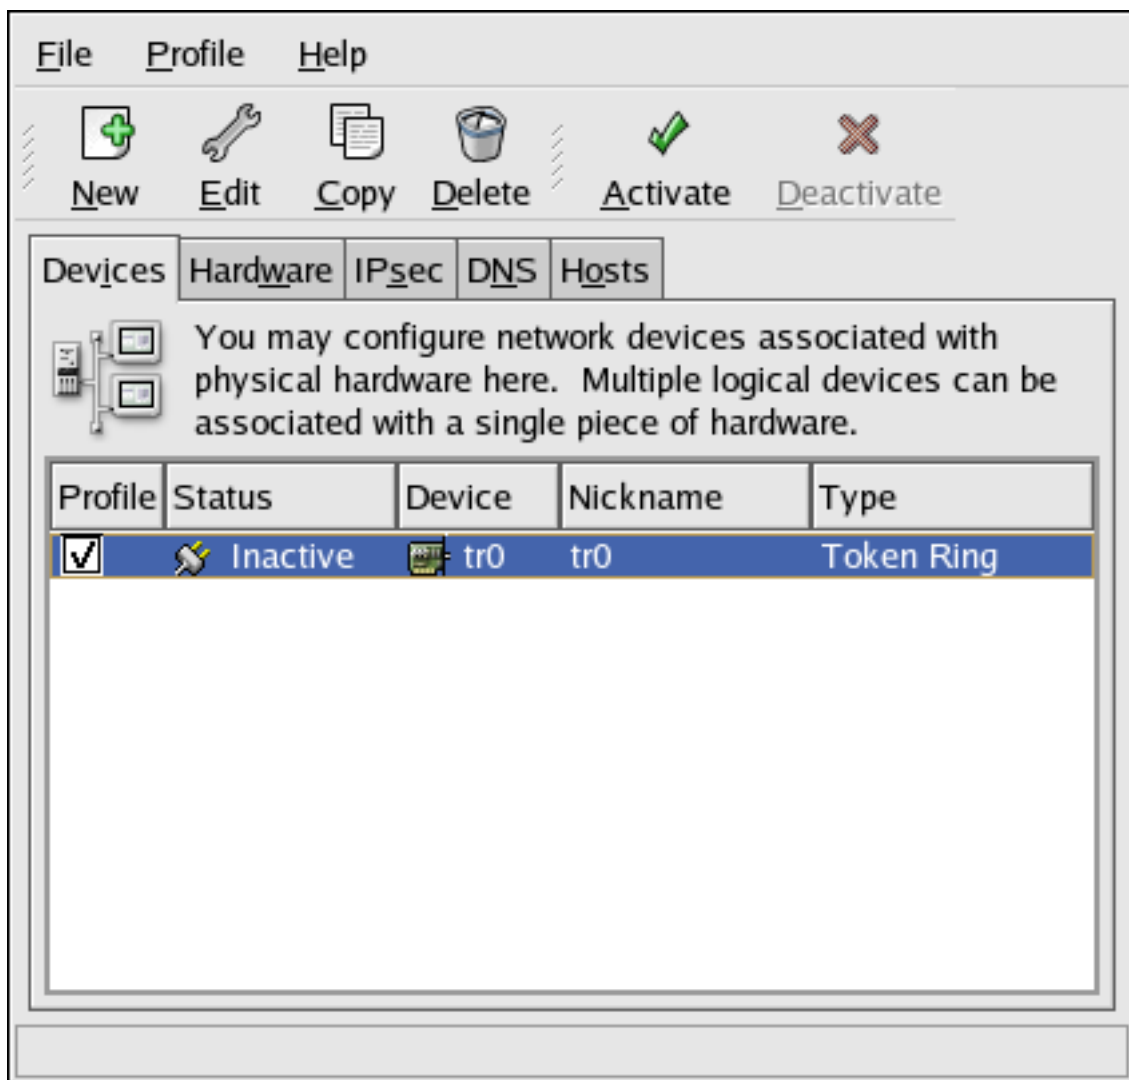 File Profile Help
New Edit Copy Delete Activate Deactivate
Devices Hardware IPsec DNS Hosts
You may configure network devices associated with
physical hardware here. Multiple logical devices can be
associated with a single piece of hardware.
Profile Status Device Nickname Type
Inactive tr0 tr0 Token Ring